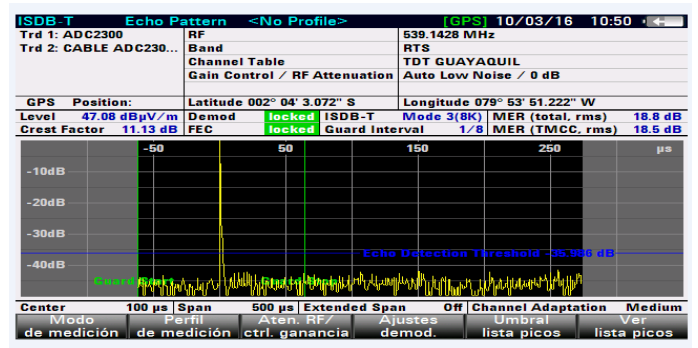 ISDB-T Echo Pattern <No Profile> [GPS] 10/03/16 10:50
Trd 1: ADC2300 RF 539.1428 MHz
Trd 2: CABLE ADC230... Band RTS
Channel Table TDT GUAYAQUIL
Gain Control / RF Attenuation Auto Low Noise / 0 dB
GPS Position: Latitude 002° 04' 3.072" S Longitude 079° 53' 51.222" W
Level 47.08 dBµV/m Demod locked ISDB-T Mode 3(8K) MER (total, rms) 18.8 dB
Crest Factor 11.13 dB FEC locked Guard Interval 1/8 MER (TMCC, rms) 18.5 dB
-50 50 150 250 µs
-10dB
-20dB
-30dB
Echo Detection Threshold -35.986 dB
-40dB
Guard Start Guard Stop
Center 100 µs Span 500 µs Extended Span Off Channel Adaptation Medium
Modo de medición
Perfil de medición
Aten. RF/ ctrl. ganancia
Ajustes demod.
Umbral lista picos
Ver lista picos